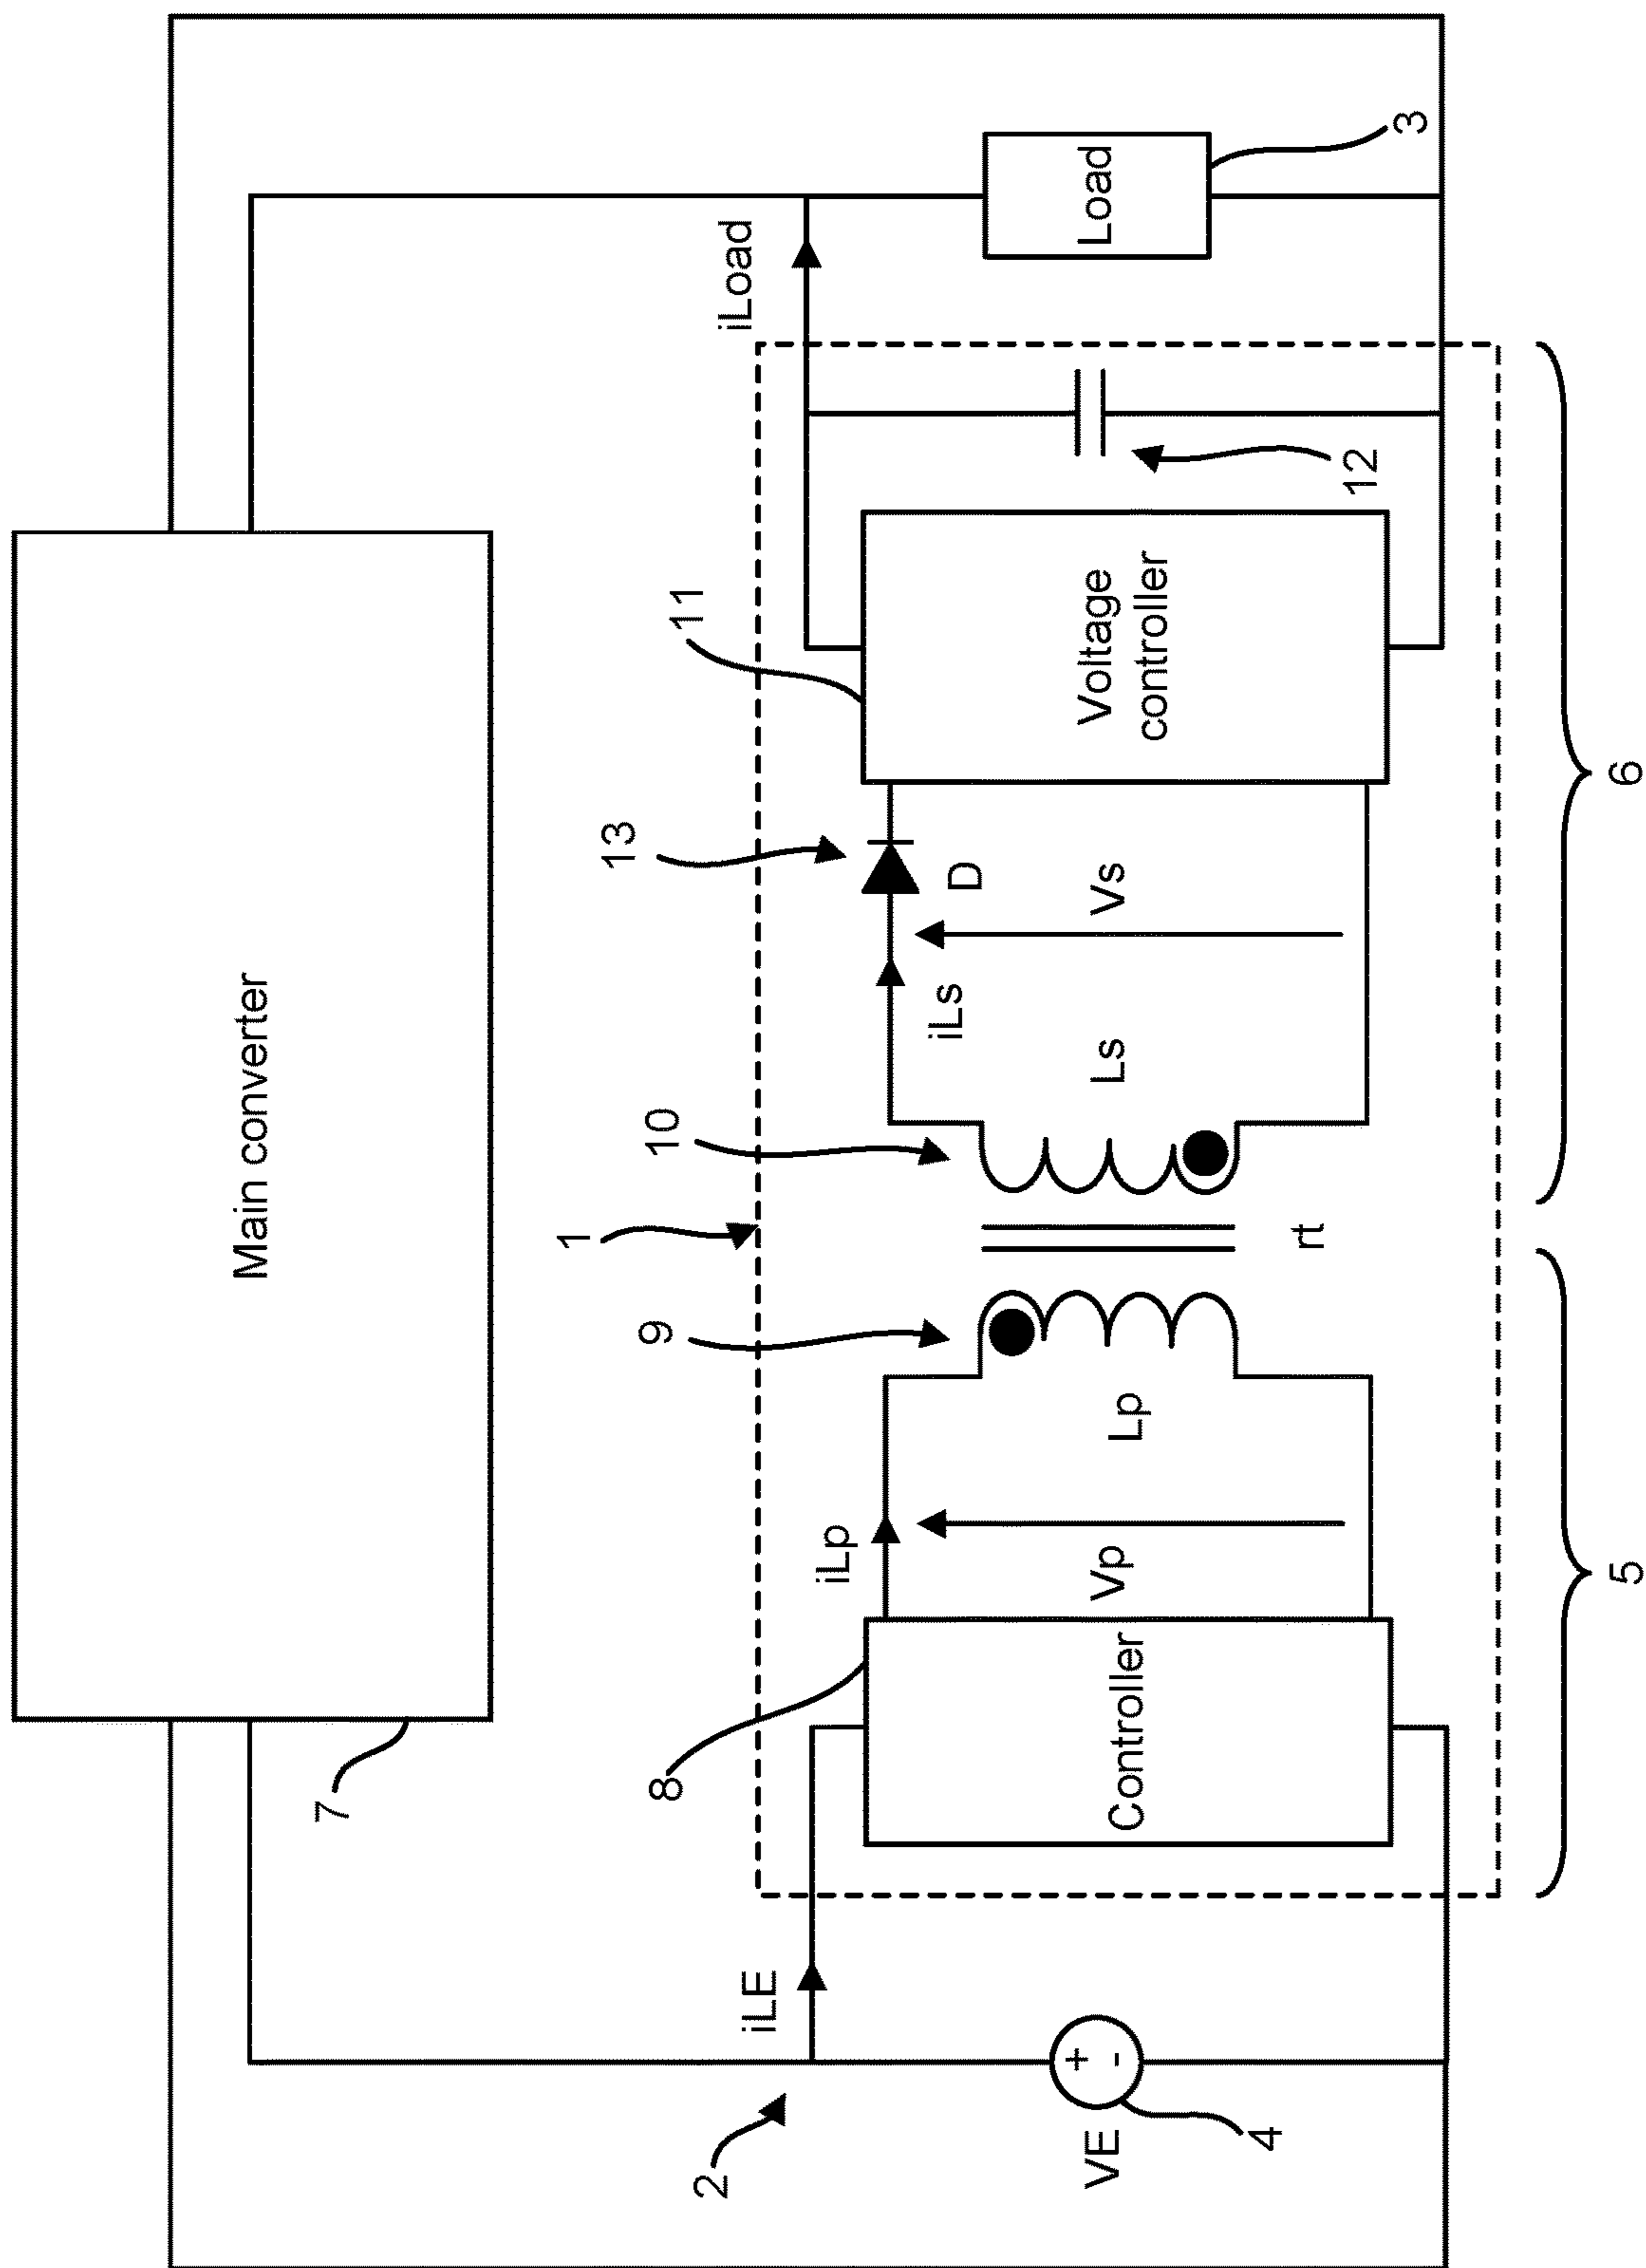 Main converter
7
1
2
iLE
VE
+
-
4
8
Controller
iLp
Vp
Lp
9
rt
10
Ls
iLs
Vs
D
13
11
Voltage
controller
12
iLoad
Load
3
5
6